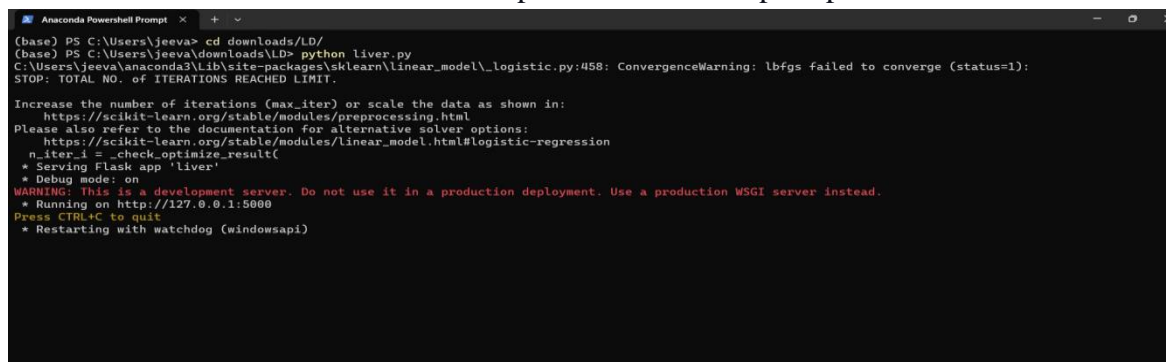 Anaconda Powershell Prompt
(base) PS C:\Users\jeeva> cd downloads/LD/
(base) PS C:\Users\jeeva\downloads\LD> python liver.py
C:\Users\jeeva\anaconda3\Lib\site-packages\sklearn\linear_model\_logistic.py:458: ConvergenceWarning: lbfgs failed to converge (status=1):
STOP: TOTAL NO. of ITERATIONS REACHED LIMIT.
Increase the number of iterations (max_iter) or scale the data as shown in:
https://scikit-learn.org/stable/modules/preprocessing.html
Please also refer to the documentation for alternative solver options:
https://scikit-learn.org/stable/modules/linear_model.html#logistic-regression
n_iter_i = _check_optimize_result(
* Serving Flask app 'liver'
* Debug mode: on
WARNING: This is a development server. Do not use it in a production deployment. Use a production WSGI server instead.
* Running on http://127.0.0.1:5000
Press CTRL+C to quit
* Restarting with watchdog (windowsapi)